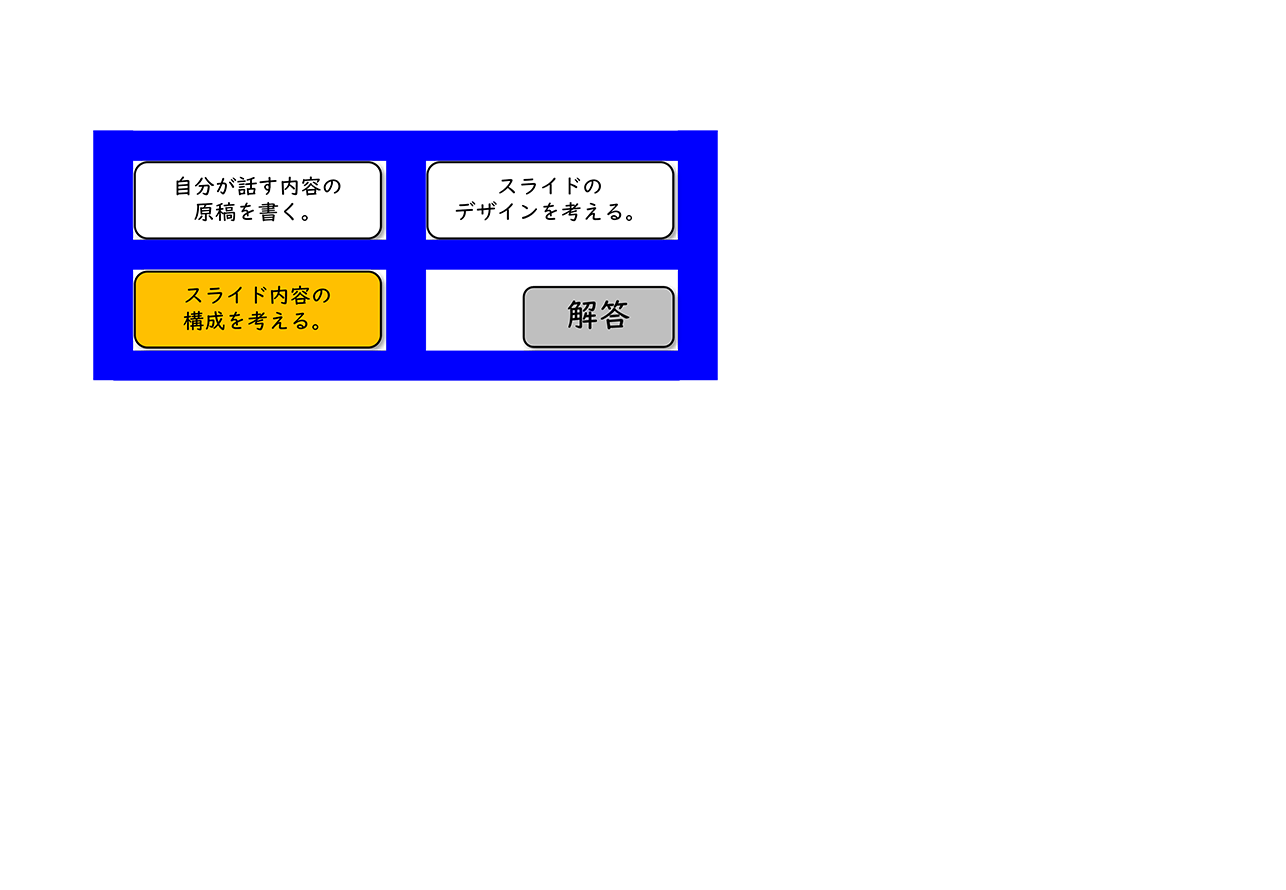 自分が話す内容の
原稿を書く。
スライドの
デザインを考える。
スライド内容の
構成を考える。
解答